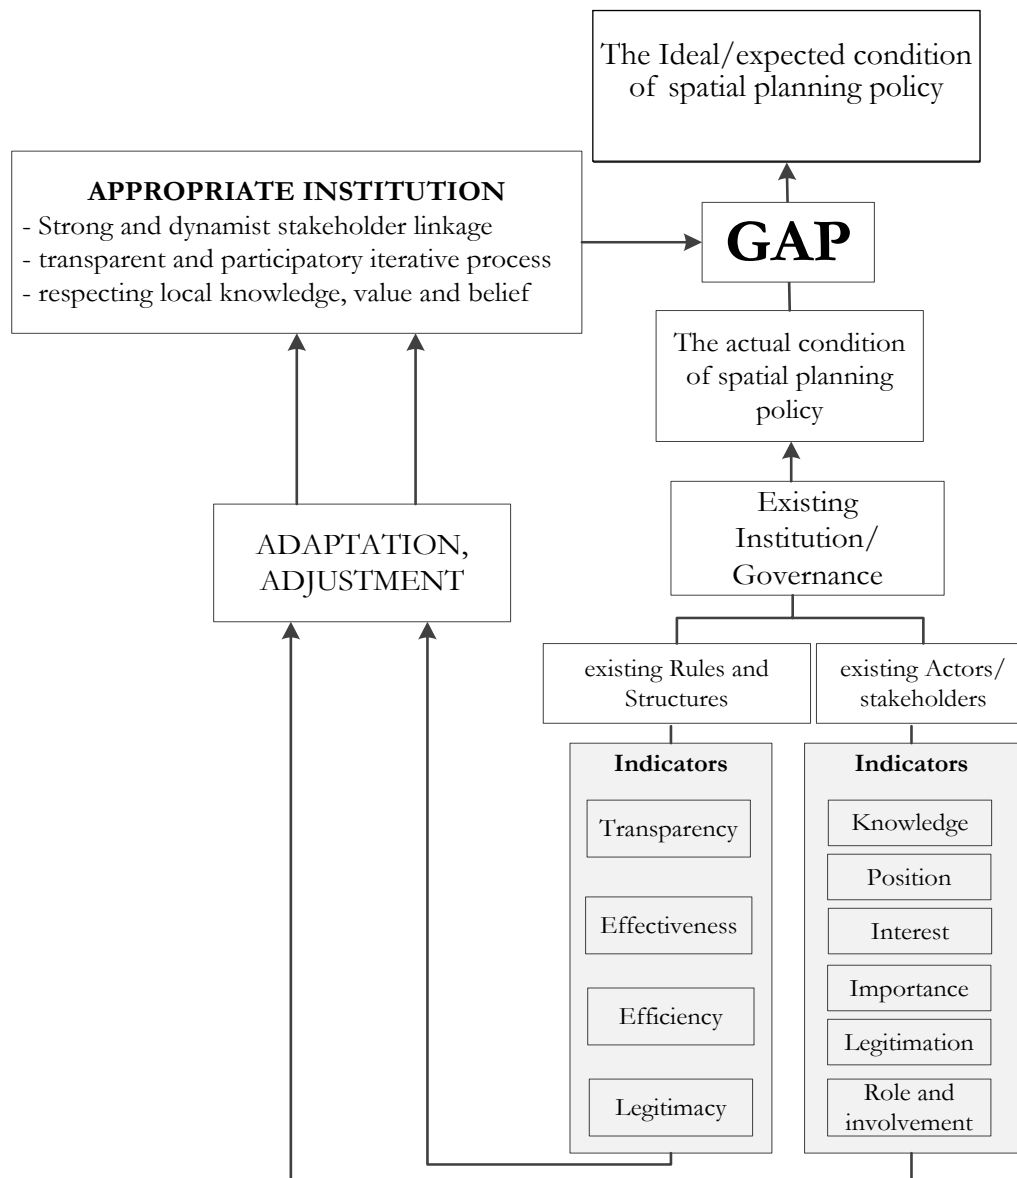 The Ideal/expected condition
of spatial planning policy
APPROPRIATE INSTITUTION
- Strong and dynamist stakeholder linkage
- transparent and participatory iterative process
- respecting local knowledge, value and belief
GAP
The actual condition
of spatial planning
policy
ADAPTATION,
ADJUSTMENT
Existing
Institution/
Governance
existing Rules and
Structures
existing Actors/
stakeholders
Indicators
Transparency
Effectiveness
Efficiency
Legitimacy
Indicators
Knowledge
Position
Interest
Importance
Legitimation
Role and
involvement